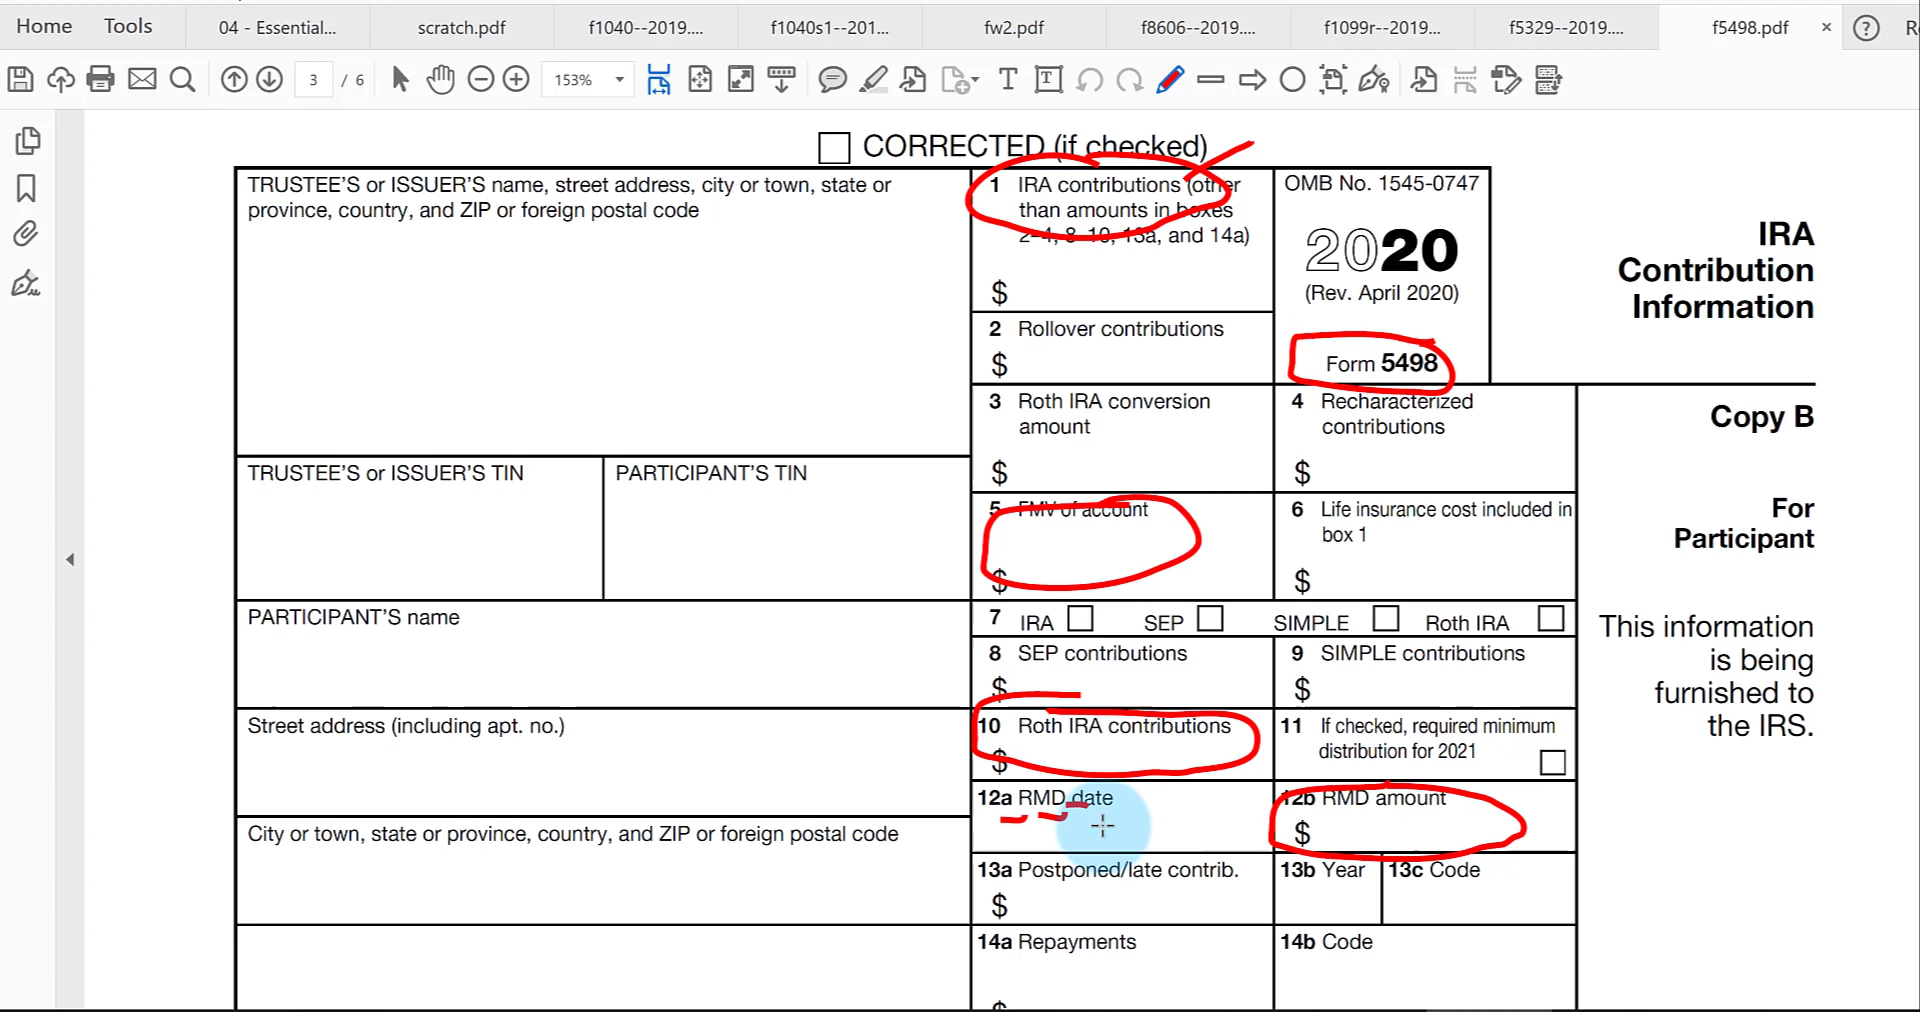 Home
Tools
04 - Essential...
scratch.pdf
f1040--2019....
f1040s1--201...
fw2.pdf
f8606--2019....
f1099r--2019...
f5329--2019....
f5498.pdf
3
/ 6
153%
CORRECTED (if checked)
TRUSTEE'S or ISSUER'S name, street address, city or town, state or
province, country, and ZIP or foreign postal code
1 IRA contributions (other
than amounts in boxes
2–4, 8–10, 13a, and 14a)
$
OMB No. 1545-0747
2020
(Rev. April 2020)
Form 5498
IRA
Contribution
Information
2 Rollover contributions
$
3 Roth IRA conversion
amount
$
4 Recharacterized
contributions
$
Copy B
TRUSTEE'S or ISSUER'S TIN
PARTICIPANT'S TIN
5 FMV of account
$
6 Life insurance cost included in
box 1
$
For
Participant
PARTICIPANT'S name
7 IRA SEP SIMPLE Roth IRA
This information
is being
furnished to
the IRS.
8 SEP contributions
$
9 SIMPLE contributions
$
Street address (including apt. no.)
10 Roth IRA contributions
$
11 If checked, required minimum
distribution for 2021
12a RMD date
12b RMD amount
$
City or town, state or province, country, and ZIP or foreign postal code
13a Postponed/late contrib.
$
13b Year
13c Code
14a Repayments
$
14b Code